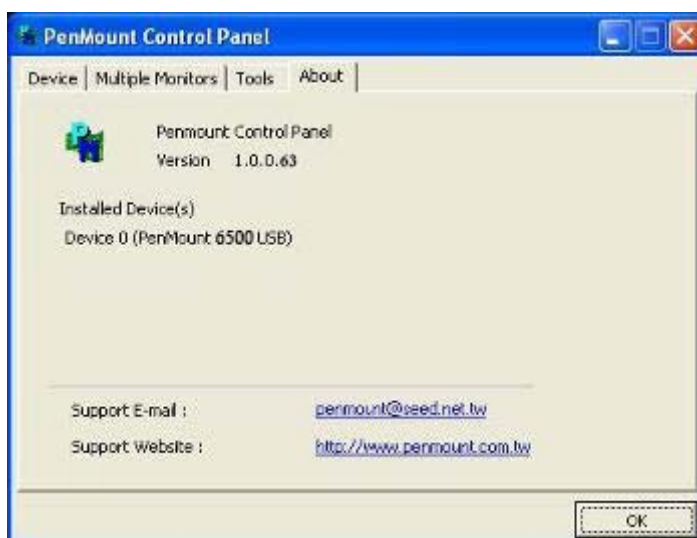 PenMount Control Panel
Device
Multiple Monitors
Tools
About
Penmount Control Panel
Version 1.0.0.63
Installed Device(s)
Device 0 (PenMount 6500 USB)
Support E-mail : penmount@seed.net.tw
Support Website : http://www.penmount.com.tw
OK